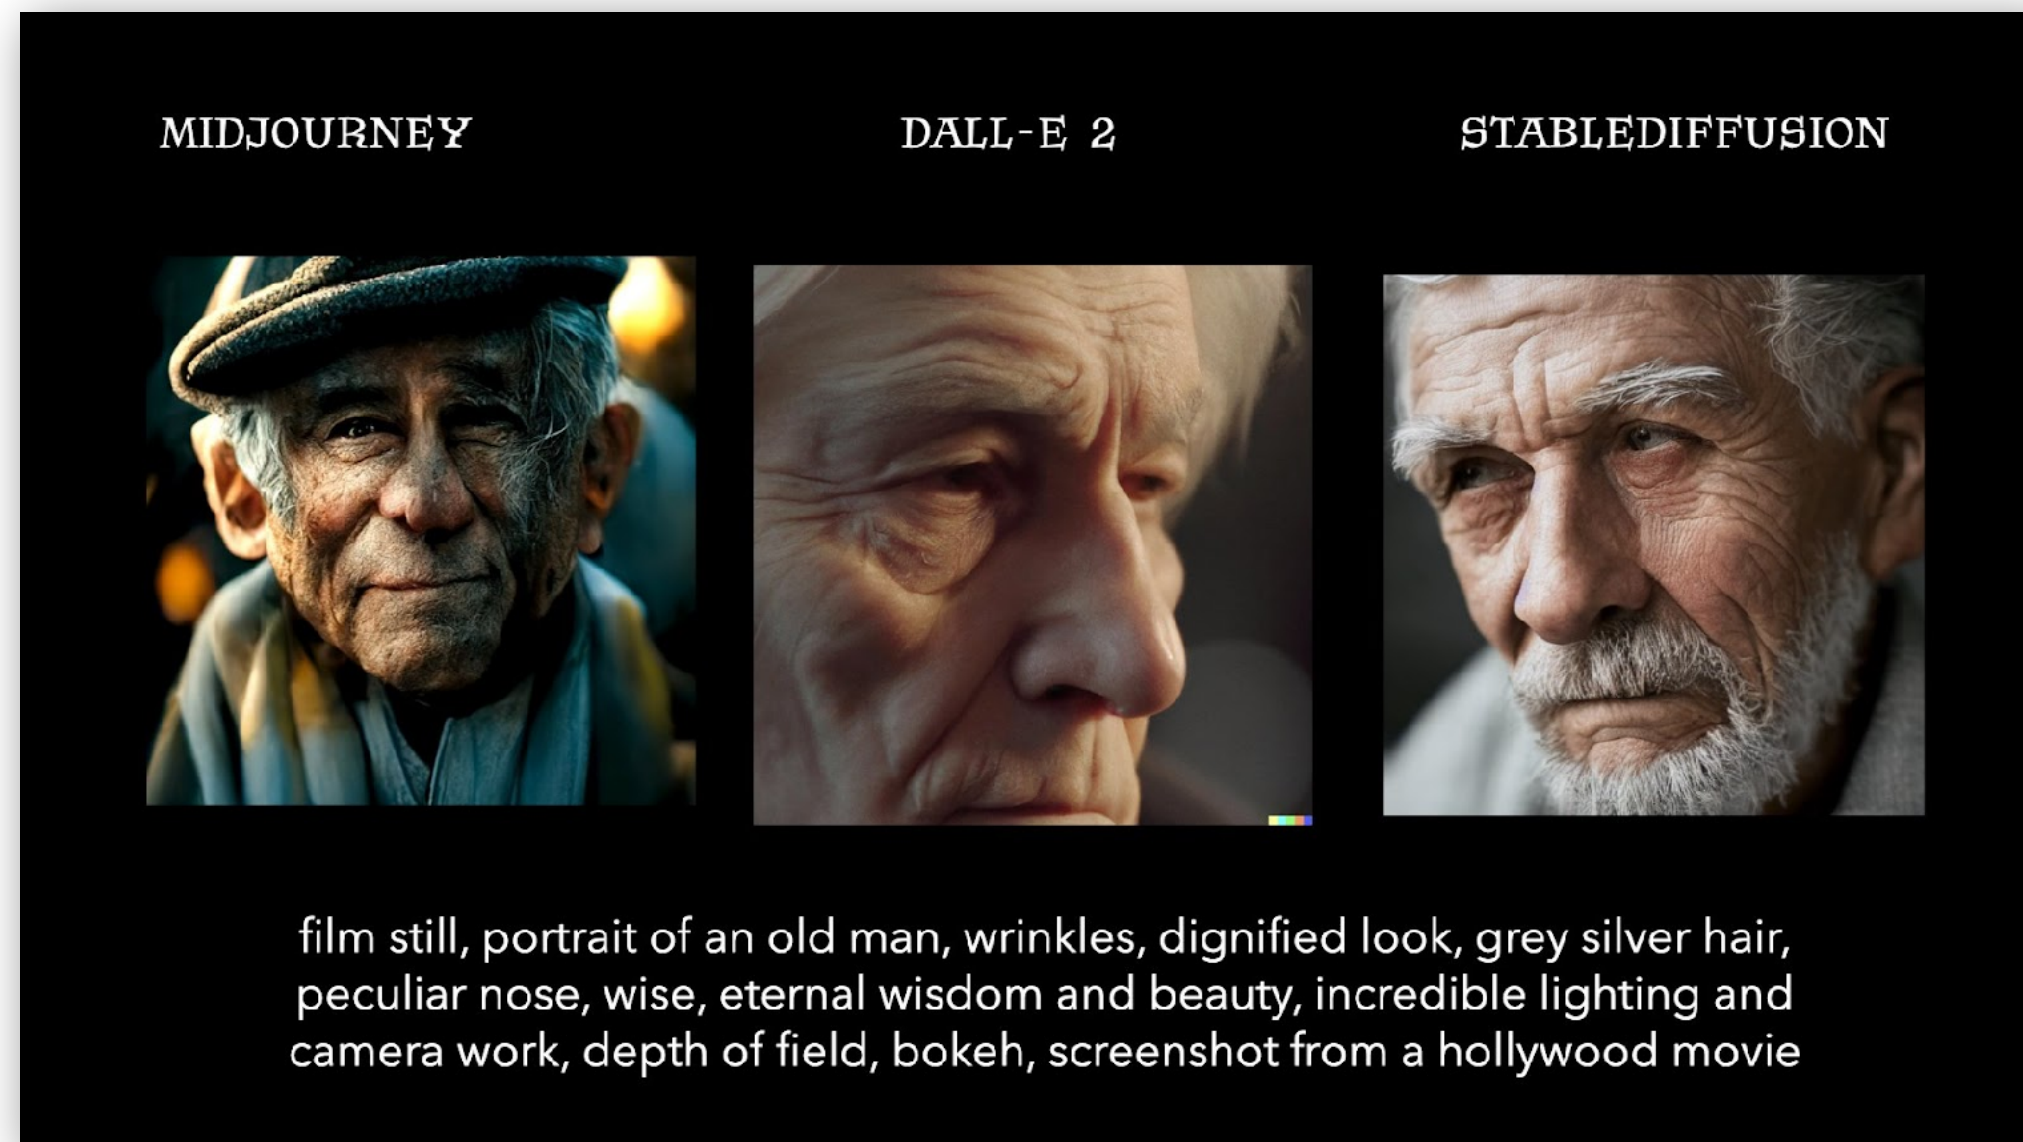 MIDJOURNEY
DALL-E 2
STABLEDIFFUSION
film still, portrait of an old man, wrinkles, dignified look, grey silver hair,
peculiar nose, wise, eternal wisdom and beauty, incredible lighting and
camera work, depth of field, bokeh, screenshot from a hollywood movie